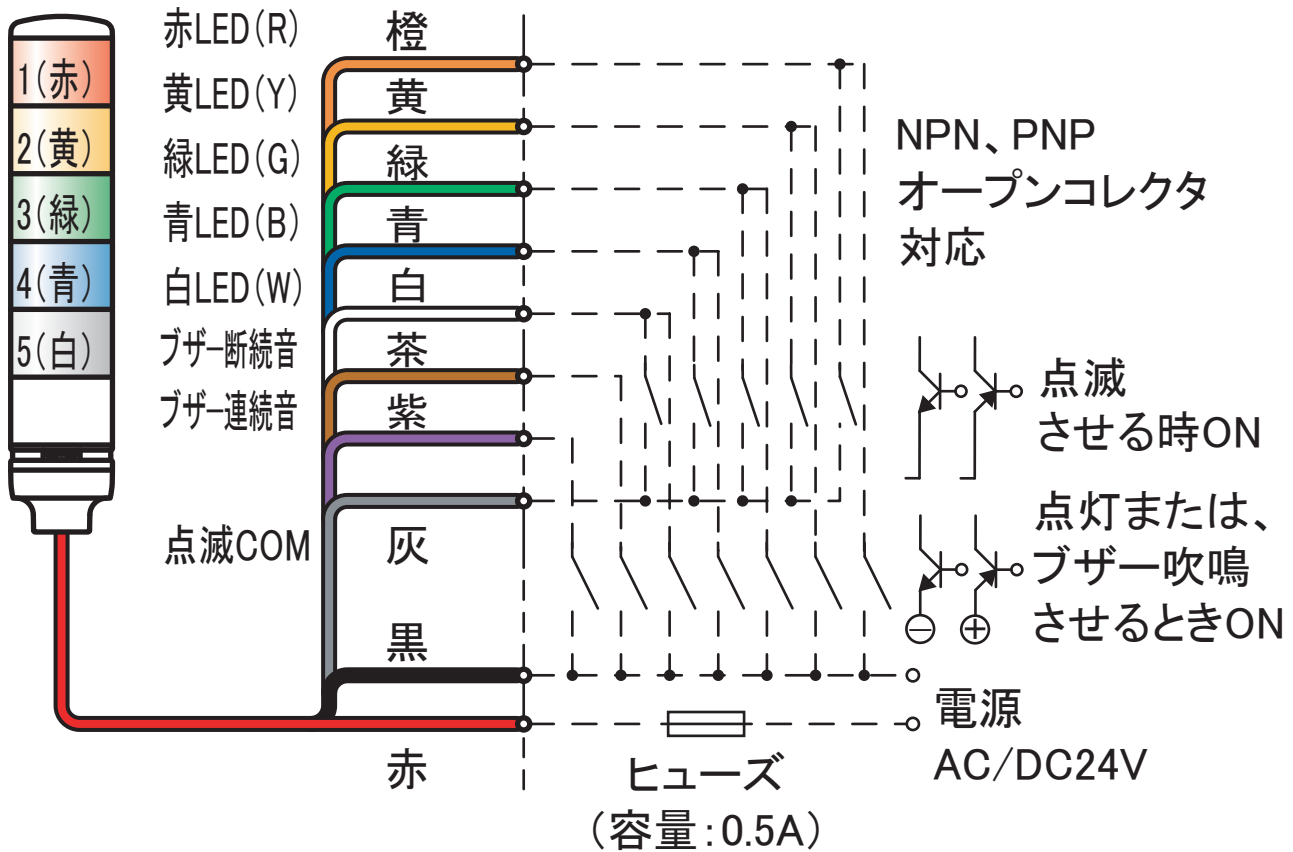 1(赤)
2(黄)
3(緑)
4(青)
5(白)
赤LED(R)
黄LED(Y)
緑LED(G)
青LED(B)
白LED(W)
ブザー断続音
ブザー連続音
点滅COM
橙
黄
緑
青
白
茶
紫
灰
黒
赤
NPN、PNP
オープンコレクタ
対応
点滅
させる時ON
点灯または、
ブザー吹鳴
させるときON
電源
AC/DC24V
ヒューズ
(容量:0.5A)